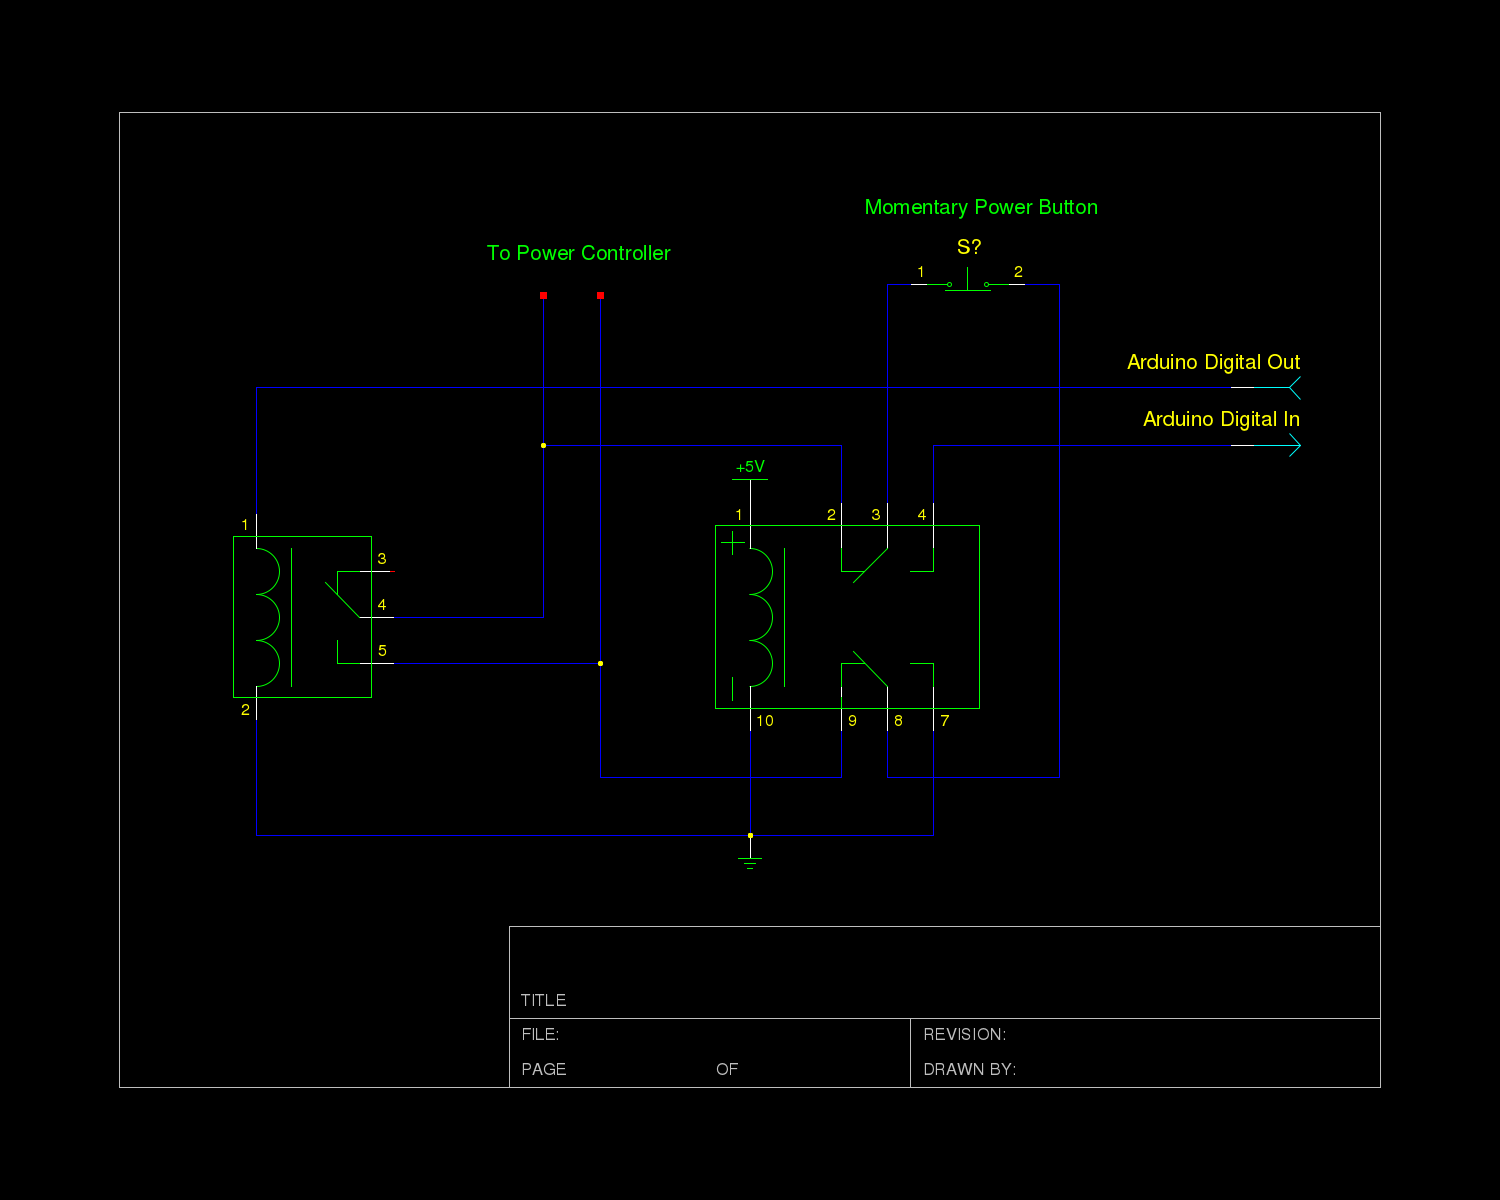 Momentary Power Button
S?
To Power Controller
1 2
Arduino Digital Out
Arduino Digital In
+5V
1 2 3 4
1
3
4
5
2
10 9 8 7
TITLE
FILE:
REVISION:
PAGE OF
DRAWN BY: